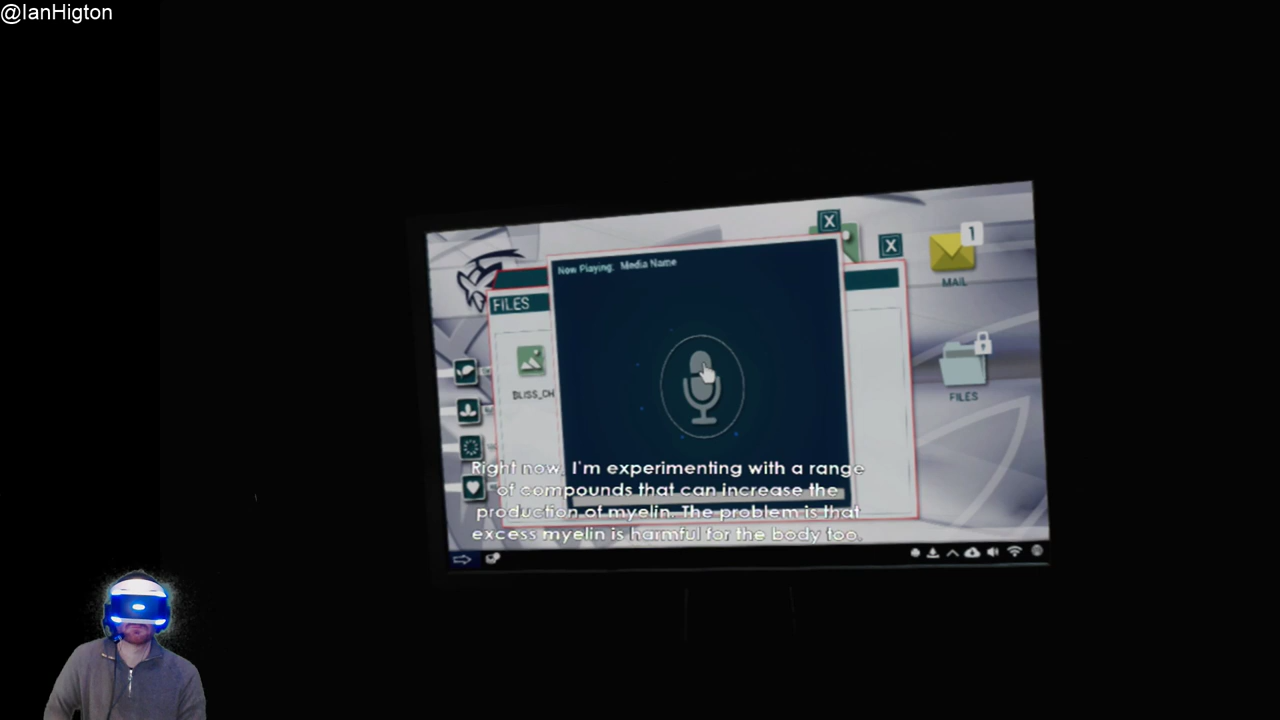 @IanHigton
1
X
X
Now Playing: Media Name
MAIL
FILES
BLISS_CH
FILES
Right now, I'm experimenting with a range
of compounds that can increase the
production of myelin. The problem is that
excess myelin is harmful for the body too.